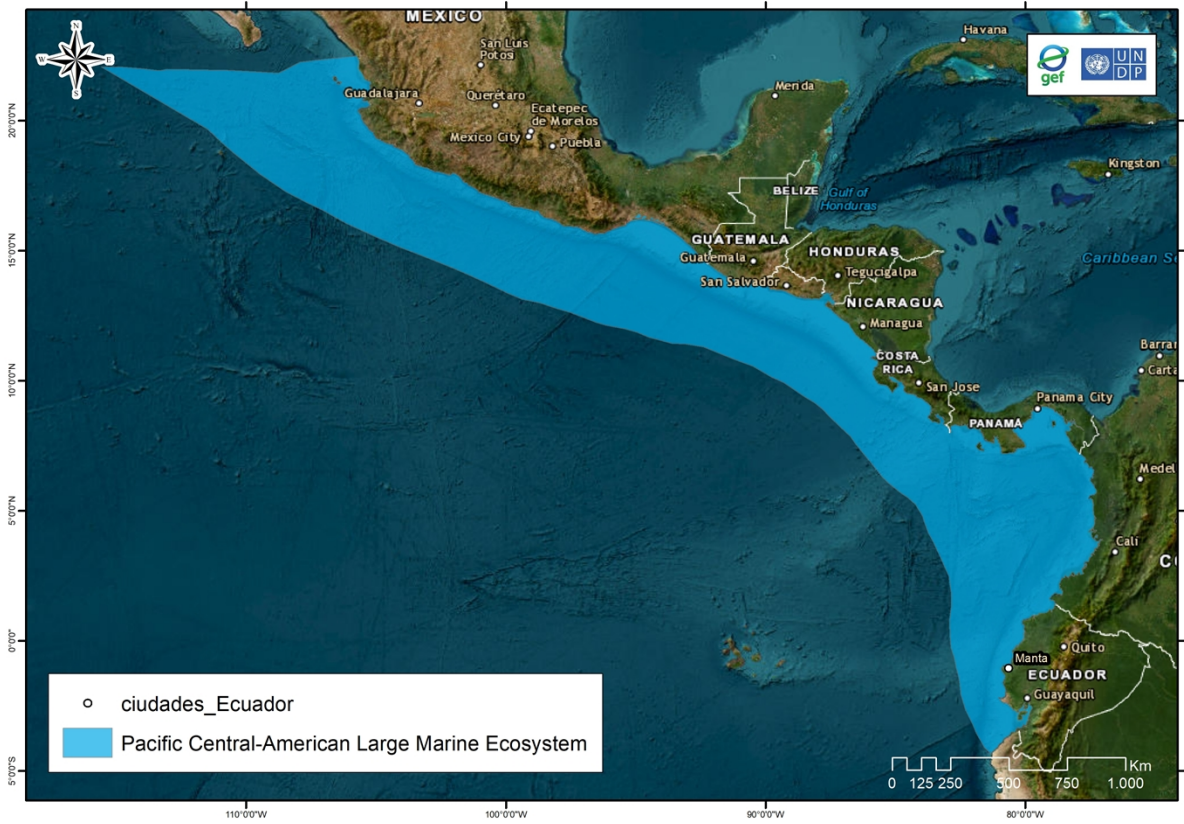 MEXICO
Havana
N
W
E
S
San Luis
Potosi
gef
U N
D P
Guadalajara
Querétaro
Merida
Ecatepec
de Morelos
Mexico City
Puebla
Kingston
BELIZE
Gulf of
Honduras
GUATEMALA
HONDURAS
Guatemala
Tegucigalpa
Caribbean Se
San Salvador
NICARAGUA
Managua
COSTA
RICA
Barran
Carta
San Jose
Panama City
PANAMÁ
Medel
Cali
Manta
Quito
ECUADOR
Guayaquil
ciudades_Ecuador
Pacific Central-American Large Marine Ecosystem
Km
0 125 250 500 750 1.000
20°0'0"N
15°0'0"N
10°0'0"N
5°0'0"N
0°0'0"
5°0'0"S
110°0'0"W
100°0'0"W
90°0'0"W
80°0'0"W